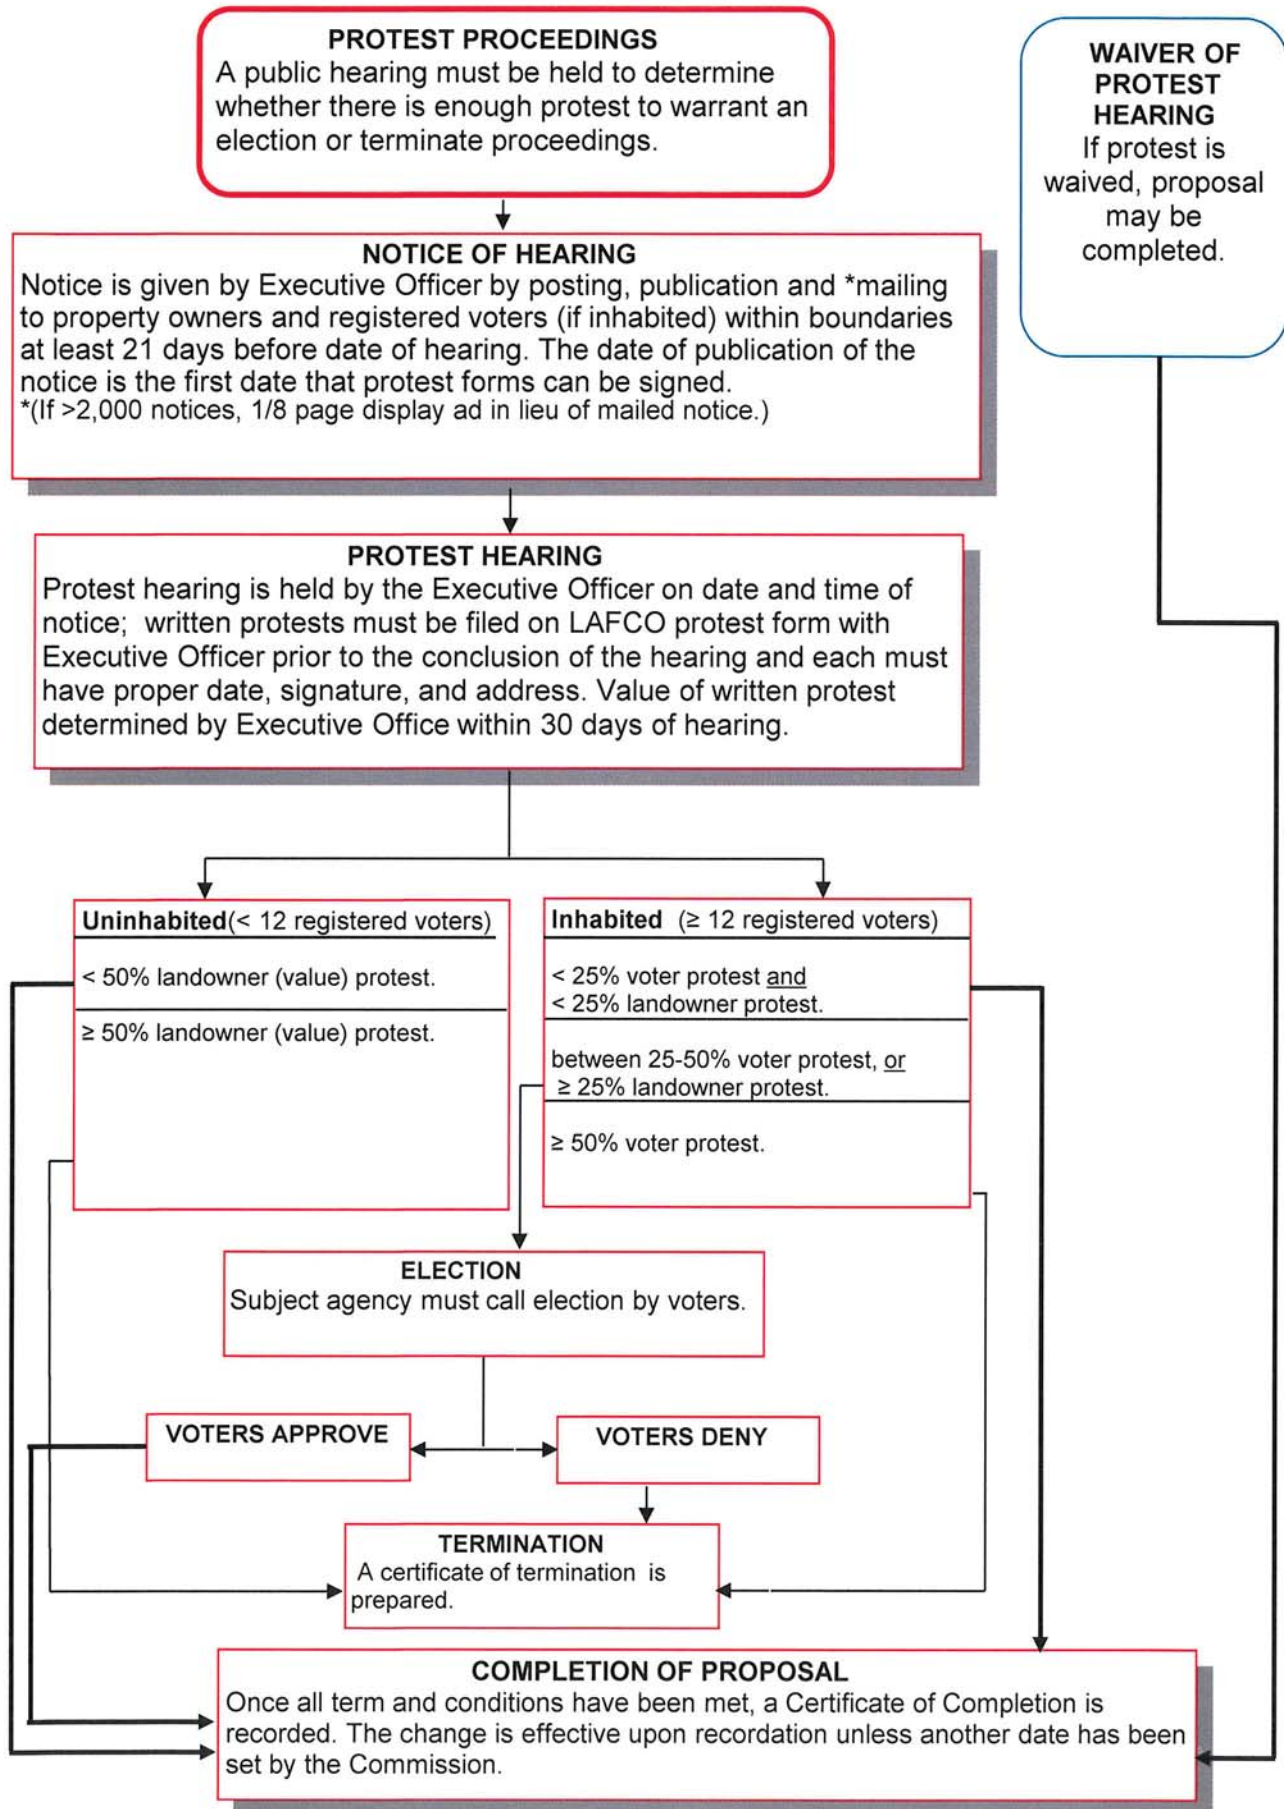 PROTEST PROCEEDINGS
A public hearing must be held to determine
whether there is enough protest to warrant an
election or terminate proceedings.
WAIVER OF
PROTEST
HEARING
If protest is
waived, proposal
may be
completed.
NOTICE OF HEARING
Notice is given by Executive Officer by posting, publication and *mailing
to property owners and registered voters (if inhabited) within boundaries
at least 21 days before date of hearing. The date of publication of the
notice is the first date that protest forms can be signed.
*(If >2,000 notices, 1/8 page display ad in lieu of mailed notice.)
PROTEST HEARING
Protest hearing is held by the Executive Officer on date and time of
notice; written protests must be filed on LAFCO protest form with
Executive Officer prior to the conclusion of the hearing and each must
have proper date, signature, and address. Value of written protest
determined by Executive Office within 30 days of hearing.
Uninhabited(< 12 registered voters)
< 50% landowner (value) protest.
≥ 50% landowner (value) protest.
Inhabited (≥ 12 registered voters)
< 25% voter protest and
< 25% landowner protest.
between 25-50% voter protest, or
≥ 25% landowner protest.
≥ 50% voter protest.
ELECTION
Subject agency must call election by voters.
VOTERS APPROVE
VOTERS DENY
TERMINATION
A certificate of termination is
prepared.
COMPLETION OF PROPOSAL
Once all term and conditions have been met, a Certificate of Completion is
recorded. The change is effective upon recordation unless another date has been
set by the Commission.